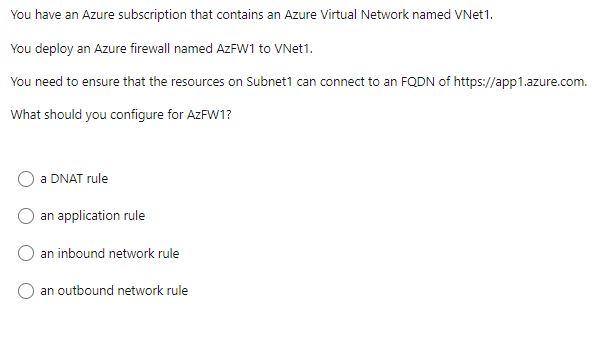 You have an Azure subscription that contains an Azure Virtual Network named VNet1.
You deploy an Azure firewall named AzFW1 to VNet1.
You need to ensure that the resources on Subnet1 can connect to an FQDN of https://app1.azure.com.
What should you configure for AzFW1?
a DNAT rule
an application rule
an inbound network rule
an outbound network rule